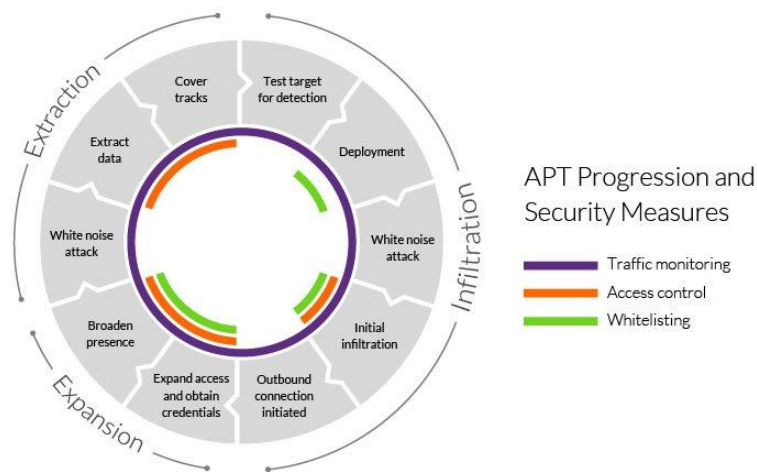 Cover
tracks
Test target
for detection
Deployment
White noise
attack
Initial
infiltration
Outbound
connection
initiated
Expand access
and obtain
credentials
Broaden
presence
White noise
attack
Extract
data
Extraction
Infiltration
Expansion
APT Progression and
Security Measures
Traffic monitoring
Access control
Whitelisting